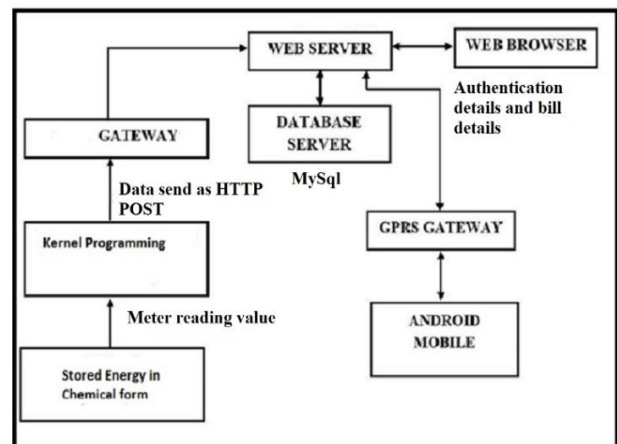 WEB SERVER
WEB BROWSER
Authentication
details and bill
details
GATEWAY
DATABASE
SERVER
MySql
Data send as HTTP
POST
Kernel Programming
GPRS GATEWAY
Meter reading value
ANDROID
MOBILE
Stored Energy in
Chemical form